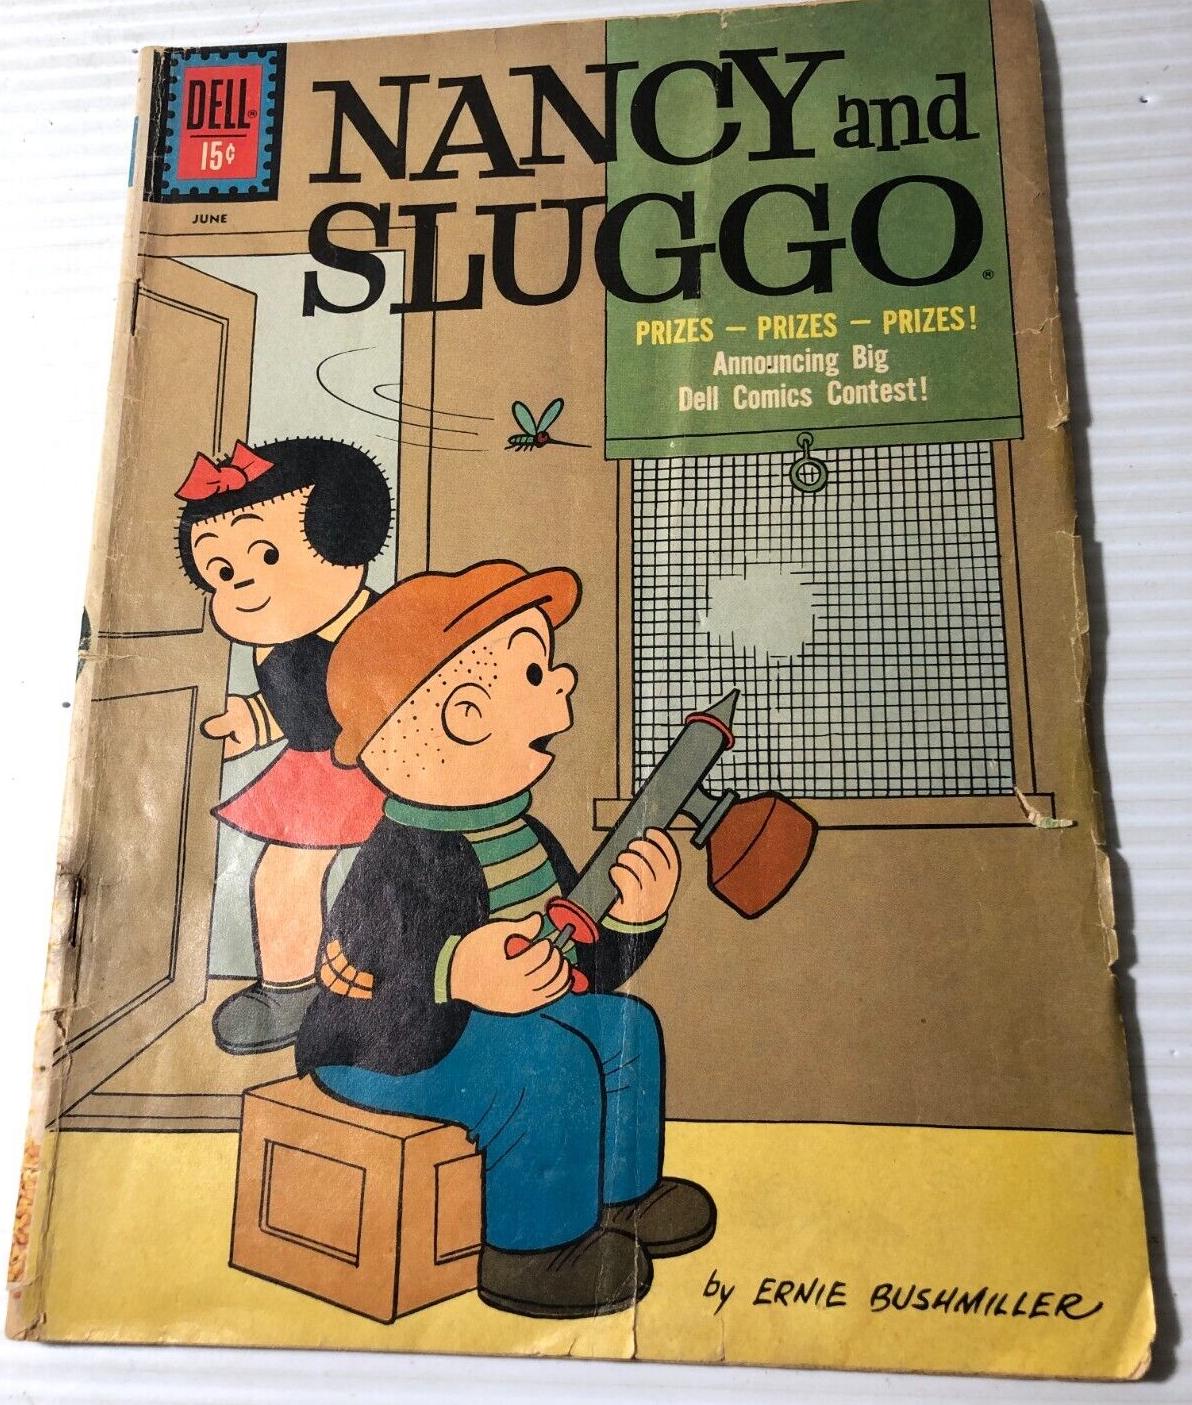 DELL®
15¢
JUNE
NANCY and
SLUGGO®
PRIZES – PRIZES – PRIZES!
Announcing Big
Dell Comics Contest!
by ERNIE BUSHMILLER